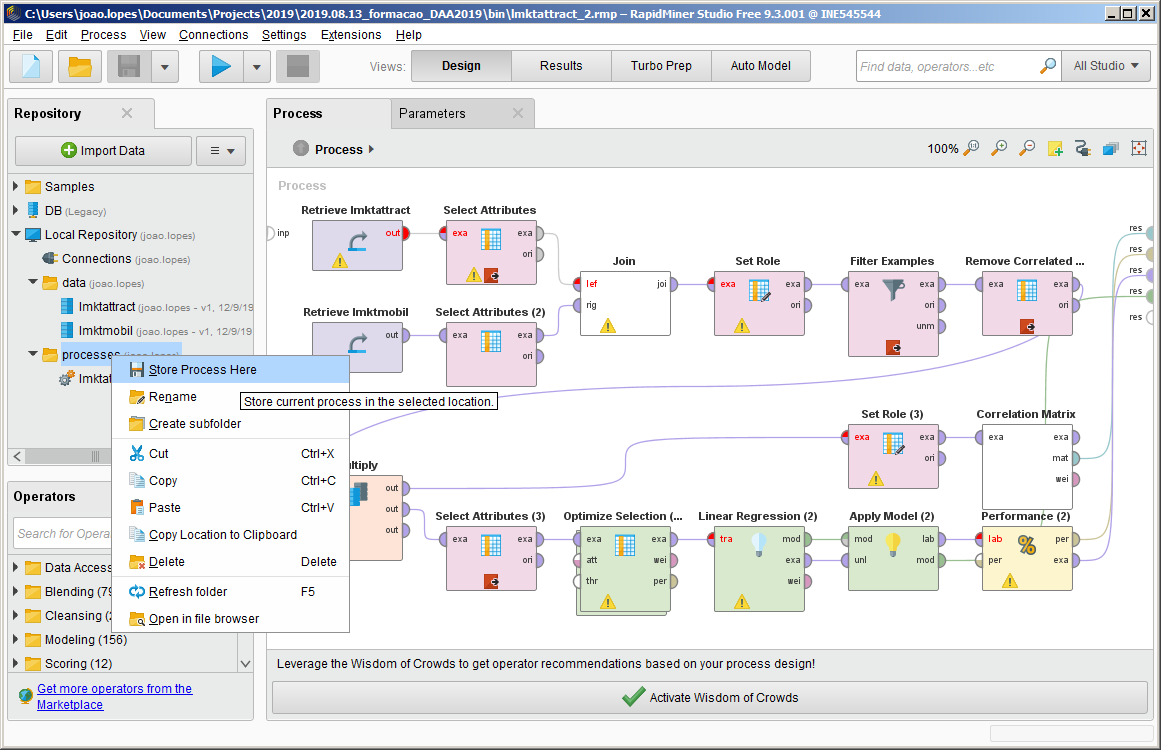 C:\Users\joao.lopes\Documents\Projects\2019\2019.08.13_formacao_DAA2019\bin\lmktattract_2.rmp – RapidMiner Studio Free 9.3.001 @ INE545544
File Edit Process View Connections Settings Extensions Help
Views: Design Results Turbo Prep Auto Model Find data, operators...etc All Studio
Repository
Import Data
Samples
DB (Legacy)
Local Repository (joao.lopes)
Connections (joao.lopes)
data (joao.lopes)
lmktattract (joao.lopes - v1, 12/9/19
lmktmobil (joao.lopes - v1, 12/9/19
processes (joao.lopes)
lmktat
Store Process Here
Rename
Create subfolder
Cut Ctrl+X
Copy Ctrl+C
Paste Ctrl+V
Copy Location to Clipboard
Delete Delete
Refresh folder F5
Open in file browser
Store current process in the selected location.
Operators
Search for Opera
Data Access
Blending (79
Cleansing (2
Modeling (156)
Scoring (12)
Get more operators from the
Marketplace
Process Parameters
Process
100%
Process
inp
Retrieve lmktattract
out
Select Attributes
exa exa
ori
Retrieve lmktmobil
out
Select Attributes (2)
exa exa
ori
Join
lef joi
rig
Set Role
exa exa
ori
Filter Examples
exa exa
ori
unm
Remove Correlated ...
exa exa
ori
res
res
res
res
res
Set Role (3)
exa exa
ori
Correlation Matrix
exa exa
mat
wei
ltiply
out
out
out
Select Attributes (3)
exa exa
ori
Optimize Selection (...
exa exa
att wei
thr per
Linear Regression (2)
tra mod
exa
wei
Apply Model (2)
mod lab
unl mod
Performance (2)
lab per
per exa
%
Leverage the Wisdom of Crowds to get operator recommendations based on your process design!
Activate Wisdom of Crowds